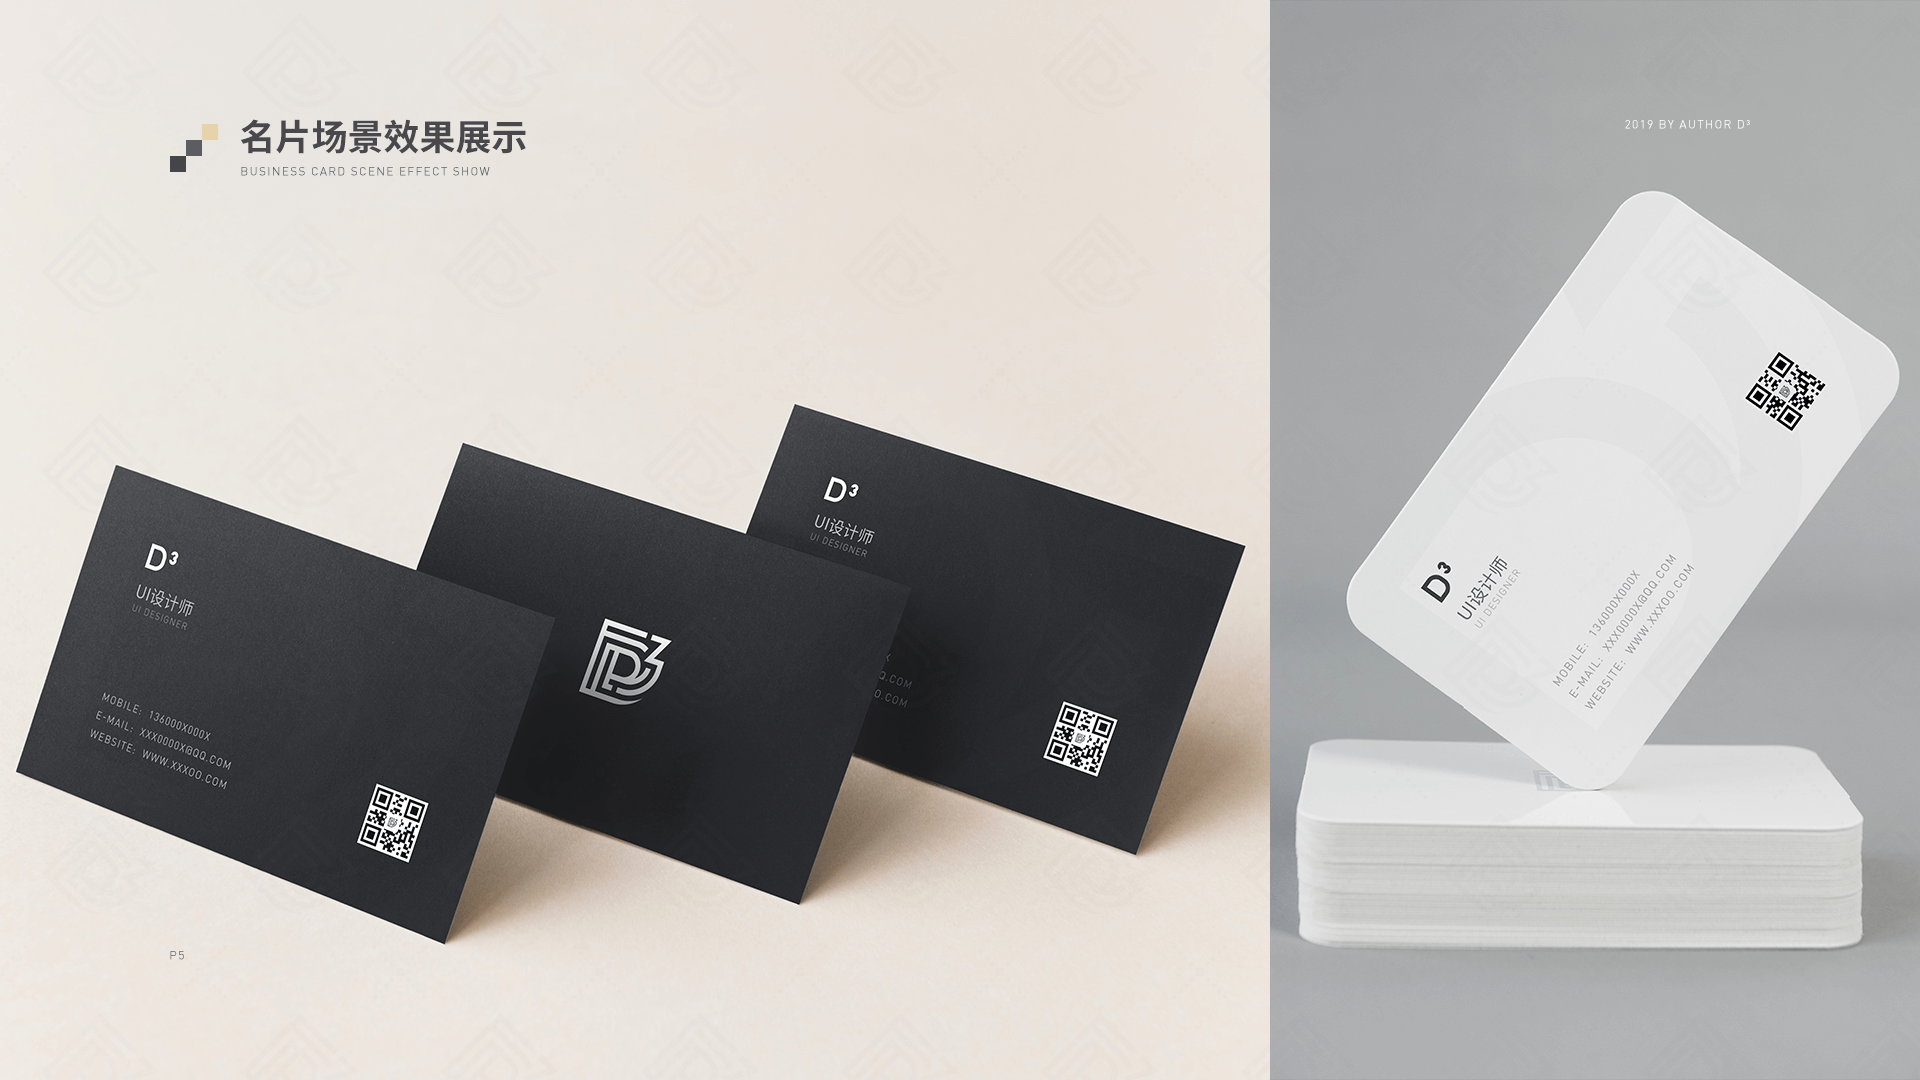 名片场景效果展示
BUSINESS CARD SCENE EFFECT SHOW
2019 BY AUTHOR D³
D³
UI设计师
UI DESIGNER
MOBILE: 136000X000X
E-MAIL: XXX0000X@QQ.COM
WEBSITE: WWW.XXXOO.COM
D3
D³
UI设计师
UI DESIGNER
Q.COM
O.COM
D³
UI设计师
UI DESIGNER
MOBILE: 136000X000X
E-MAIL: XXX0000X@QQ.COM
WEBSITE: WWW.XXXOO.COM
P5